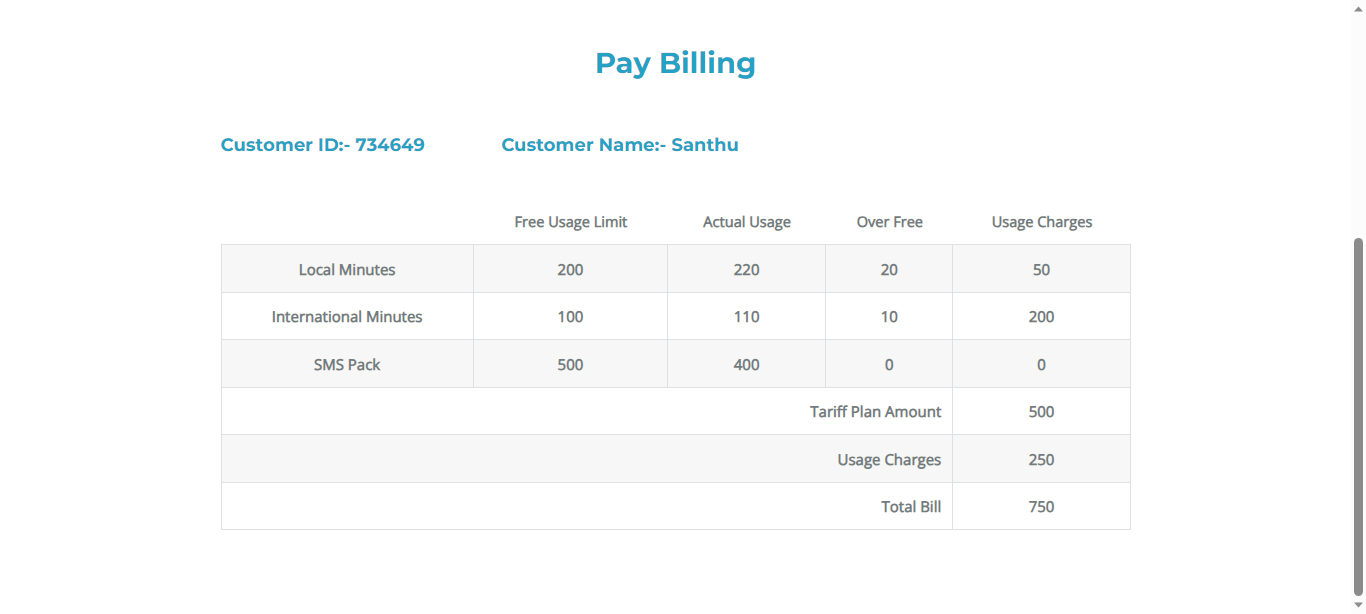 Pay Billing
Customer ID:- 734649 Customer Name:- Santhu
Free Usage Limit Actual Usage Over Free Usage Charges
Local Minutes 200 220 20 50
International Minutes 100 110 10 200
SMS Pack 500 400 0 0
Tariff Plan Amount 500
Usage Charges 250
Total Bill 750